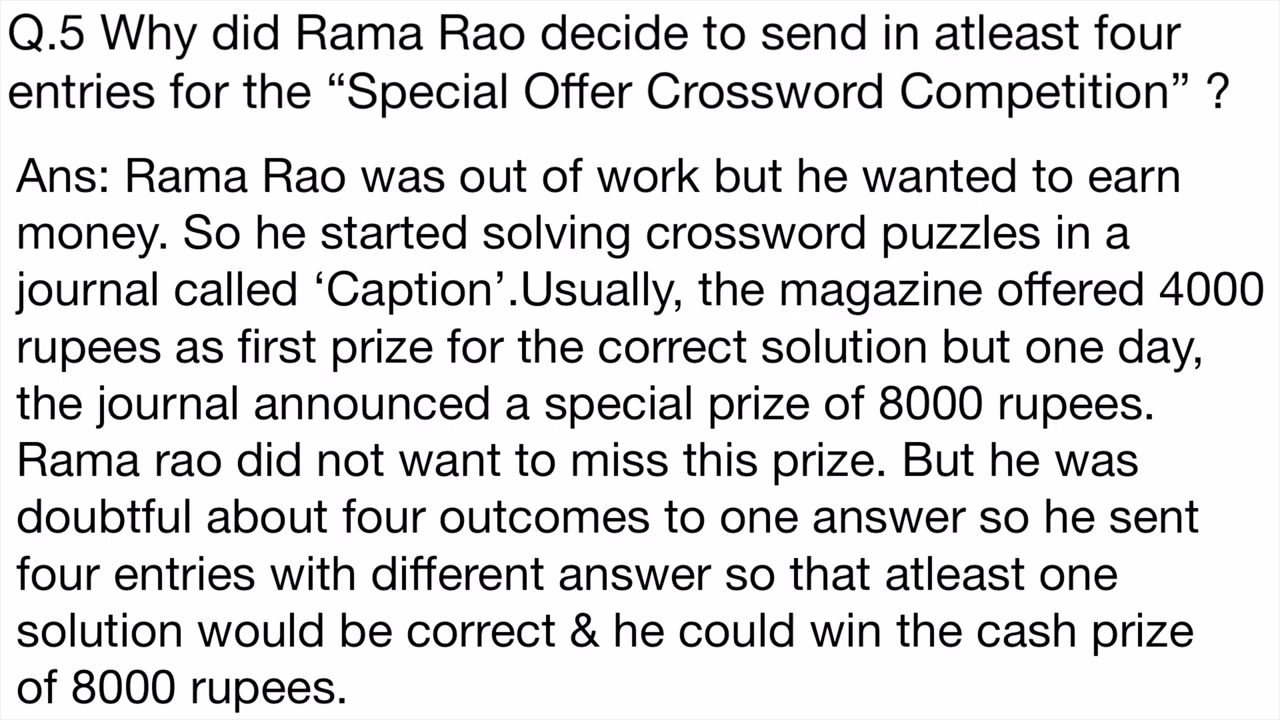 Q.5 Why did Rama Rao decide to send in atleast four
entries for the “Special Offer Crossword Competition” ?
Ans: Rama Rao was out of work but he wanted to earn
money. So he started solving crossword puzzles in a
journal called ‘Caption’.Usually, the magazine offered 4000
rupees as first prize for the correct solution but one day,
the journal announced a special prize of 8000 rupees.
Rama rao did not want to miss this prize. But he was
doubtful about four outcomes to one answer so he sent
four entries with different answer so that atleast one
solution would be correct & he could win the cash prize
of 8000 rupees.